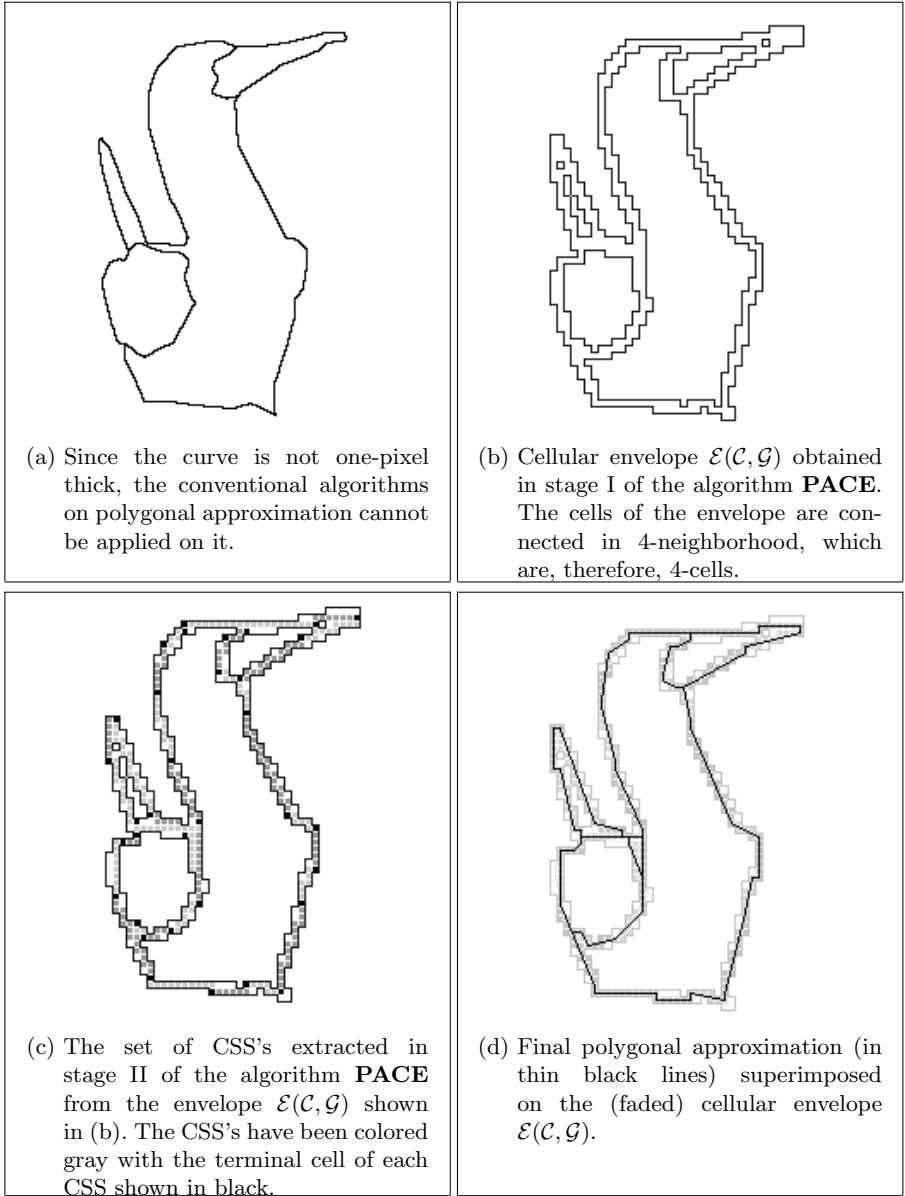 (a) Since the curve is not one-pixel
thick, the conventional algorithms
on polygonal approximation cannot
be applied on it.
(b) Cellular envelope ℰ(𝒞, 𝒢) obtained
in stage I of the algorithm PACE.
The cells of the envelope are con-
nected in 4-neighborhood, which
are, therefore, 4-cells.
(c) The set of CSS's extracted in
stage II of the algorithm PACE
from the envelope ℰ(𝒞, 𝒢) shown
in (b). The CSS's have been colored
gray with the terminal cell of each
CSS shown in black.
(d) Final polygonal approximation (in
thin black lines) superimposed
on the (faded) cellular envelope
ℰ(𝒞, 𝒢).